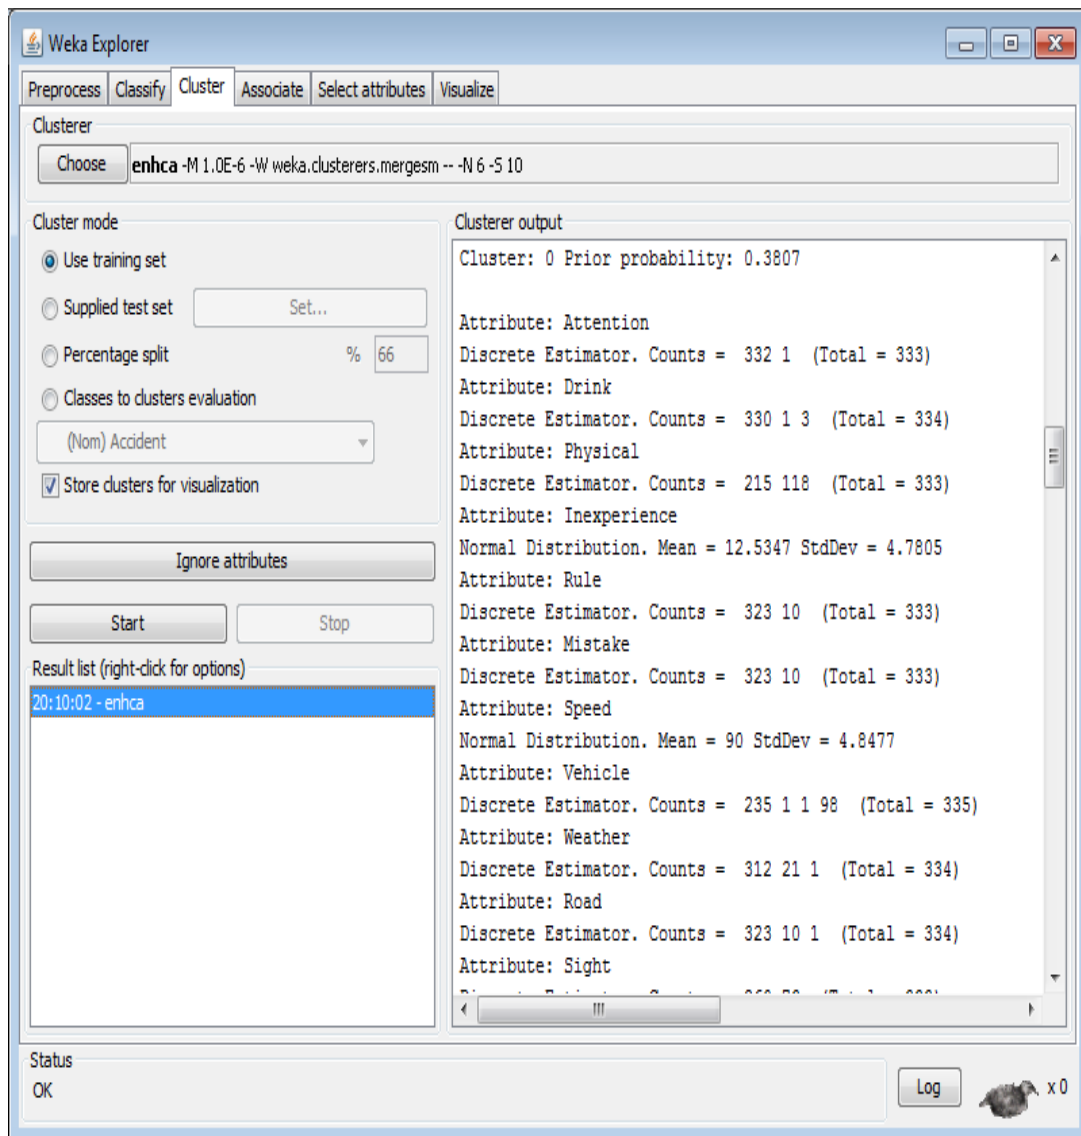 Weka Explorer
Preprocess Classify Cluster Associate Select attributes Visualize
Clusterer
Choose enhca -M 1.0E-6 -W weka.clusterers.mergesm -- -N 6 -S 10
Cluster mode
Use training set
Supplied test set Set...
Percentage split % 66
Classes to clusters evaluation
(Nom) Accident
Store clusters for visualization
Ignore attributes
Start Stop
Result list (right-click for options)
20:10:02 - enhca
Clusterer output
Cluster: 0 Prior probability: 0.3807
Attribute: Attention
Discrete Estimator. Counts = 332 1 (Total = 333)
Attribute: Drink
Discrete Estimator. Counts = 330 1 3 (Total = 334)
Attribute: Physical
Discrete Estimator. Counts = 215 118 (Total = 333)
Attribute: Inexperience
Normal Distribution. Mean = 12.5347 StdDev = 4.7805
Attribute: Rule
Discrete Estimator. Counts = 323 10 (Total = 333)
Attribute: Mistake
Discrete Estimator. Counts = 323 10 (Total = 333)
Attribute: Speed
Normal Distribution. Mean = 90 StdDev = 4.8477
Attribute: Vehicle
Discrete Estimator. Counts = 235 1 1 98 (Total = 335)
Attribute: Weather
Discrete Estimator. Counts = 312 21 1 (Total = 334)
Attribute: Road
Discrete Estimator. Counts = 323 10 1 (Total = 334)
Attribute: Sight
Status
OK
Log x 0